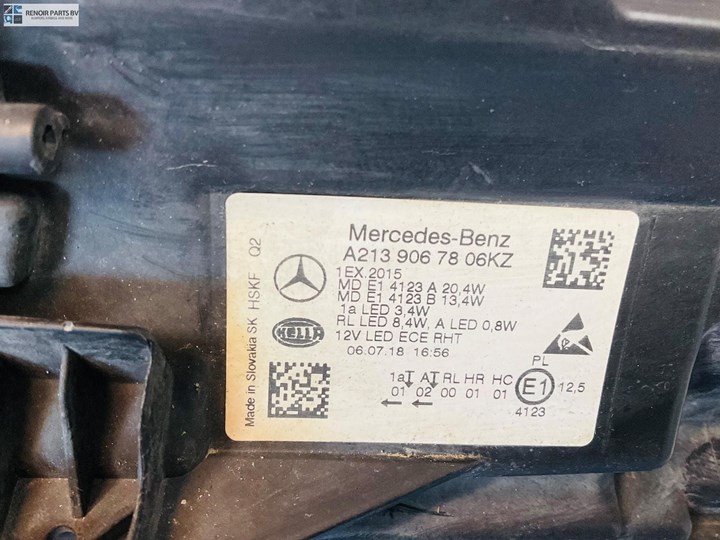 RENOIR PARTS BV
Mercedes-Benz
A213 906 78 06KZ
1EX.2015
MD E1 4123 A 20,4W
MD E1 4123 B 13,4W
1a LED 3,4W
RL LED 8,4W, A LED 0,8W
12V LED ECE RHT
06.07.18 16:56
HELLA
Made in Slovakia SK HSKF Q2
PL
1a A RL HR HC
01 02 00 01 01
E1 12,5
4123